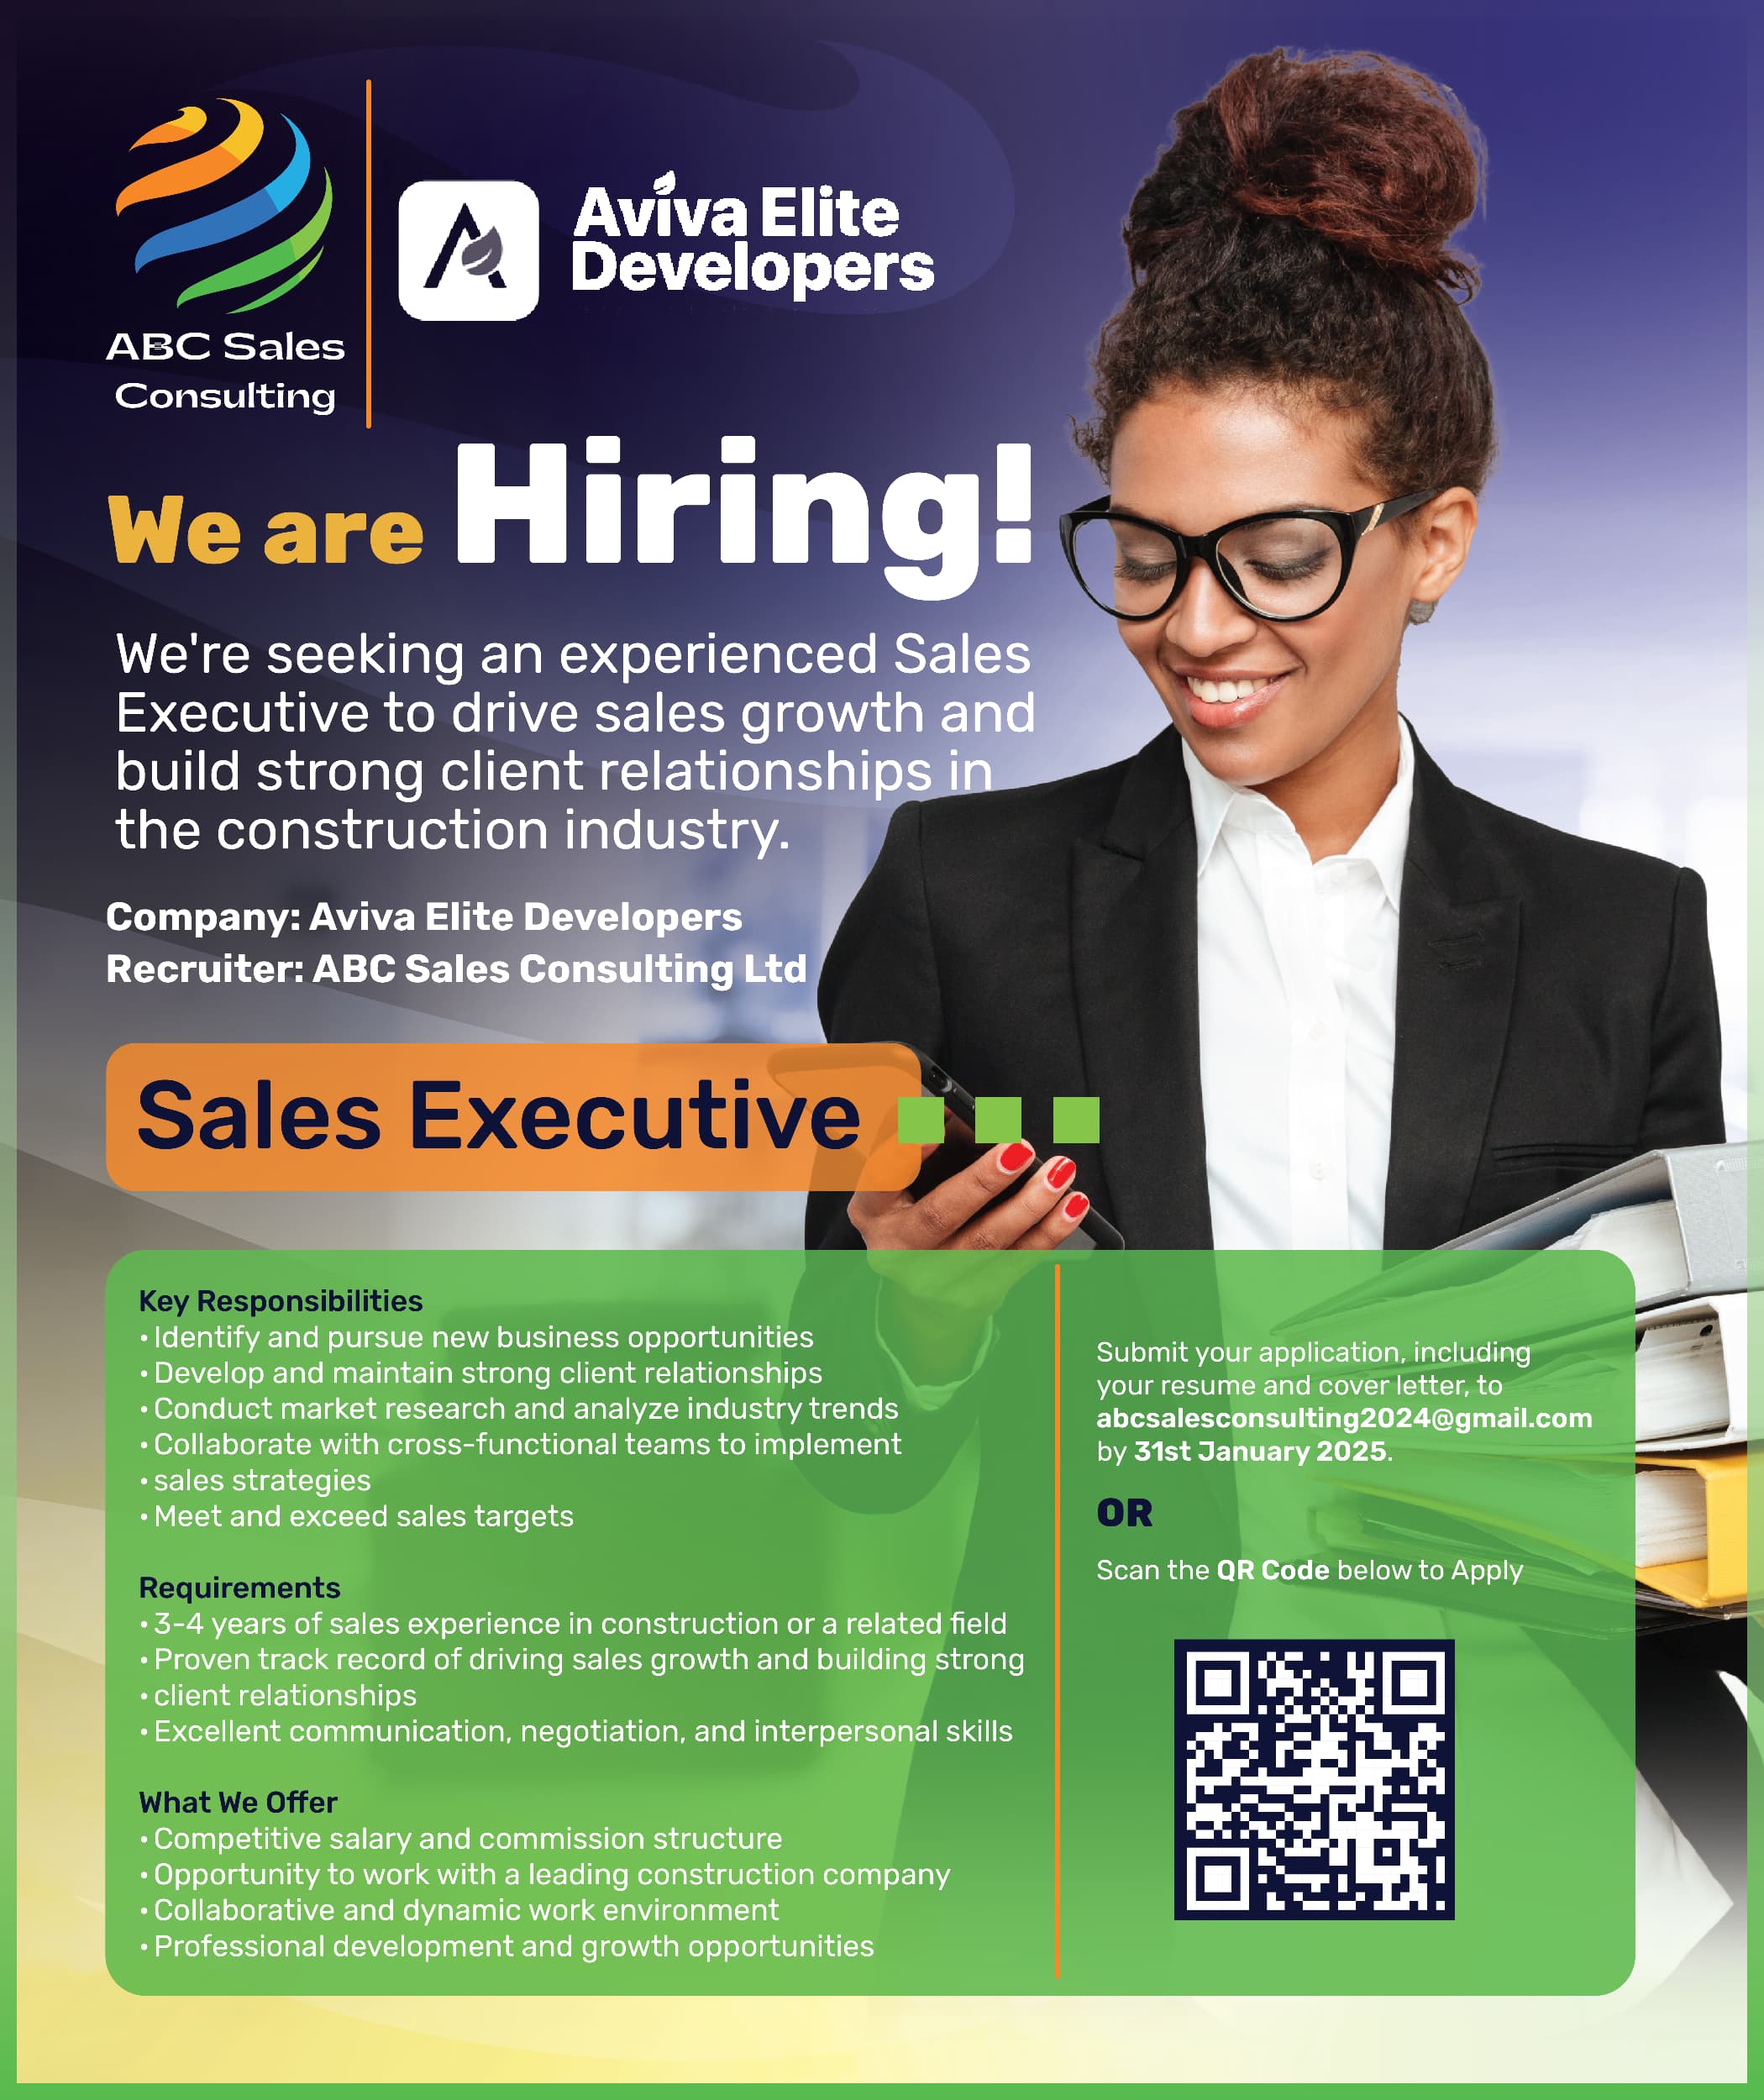 ABC Sales
Consulting
Aviva Elite
Developers
We are Hiring!
We're seeking an experienced Sales
Executive to drive sales growth and
build strong client relationships in
the construction industry.
Company: Aviva Elite Developers
Recruiter: ABC Sales Consulting Ltd
Sales Executive
Key Responsibilities
• Identify and pursue new business opportunities
• Develop and maintain strong client relationships
• Conduct market research and analyze industry trends
• Collaborate with cross-functional teams to implement
• sales strategies
• Meet and exceed sales targets
Requirements
• 3-4 years of sales experience in construction or a related field
• Proven track record of driving sales growth and building strong
• client relationships
• Excellent communication, negotiation, and interpersonal skills
What We Offer
• Competitive salary and commission structure
• Opportunity to work with a leading construction company
• Collaborative and dynamic work environment
• Professional development and growth opportunities
Submit your application, including
your resume and cover letter, to
abcsalesconsulting2024@gmail.com
by 31st January 2025.
OR
Scan the QR Code below to Apply